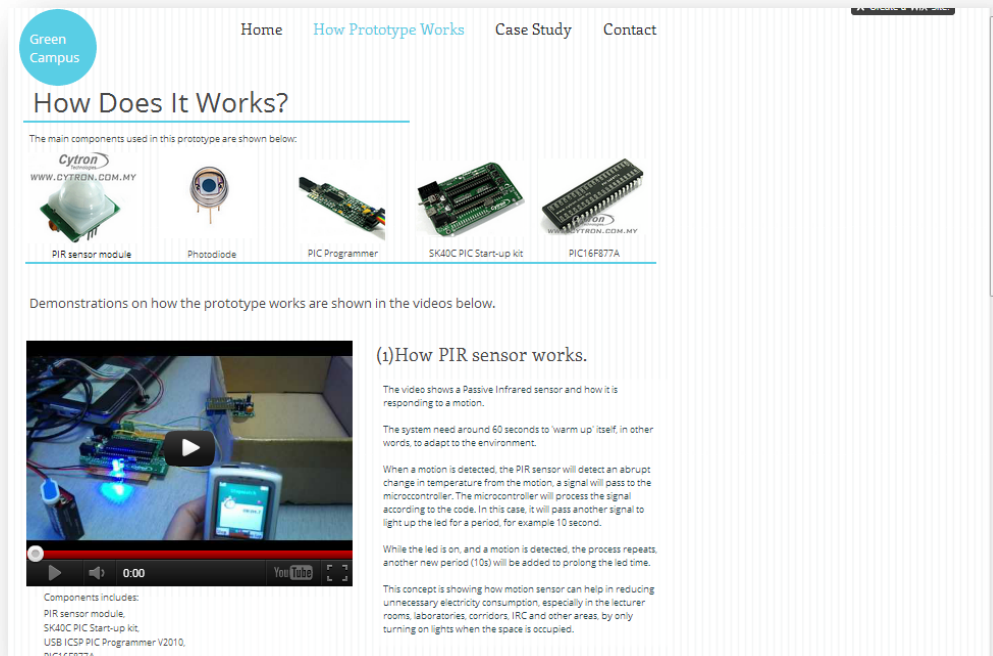 Create a Wix Site!
Green
Campus
Home How Prototype Works Case Study Contact
How Does It Works?
The main components used in this prototype are shown below:
Cytron
Technologies
WWW.CYTRON.COM.MY
Cytron
WWW.CYTRON.COM.MY
PIR sensor module Photodiode PIC Programmer SK40C PIC Start-up kit PIC16F877A
Demonstrations on how the prototype works are shown in the videos below.
(1)How PIR sensor works.
The video shows a Passive Infrared sensor and how it is
responding to a motion.
The system need around 60 seconds to 'warm up' itself, in other
words, to adapt to the environment.
When a motion is detected, the PIR sensor will detect an abrupt
change in temperature from the motion, a signal will pass to the
microccontroller. The microcontroller will process the signal
according to the code. In this case, it will pass another signal to
light up the led for a period, for example 10 second.
While the led is on, and a motion is detected, the process repeats,
another new period (10s) will be added to prolong the led time.
This concept is showing how motion sensor can help in reducing
unnecessary electricity consumption, especially in the lecturer
rooms, laboratories, corridors, IRC and other areas, by only
turning on lights when the space is occupied.
0:00 YouTube
Components includes:
PIR sensor module,
SK40C PIC Start-up kit,
USB ICSP PIC Programmer V2010,
PIC16F877A